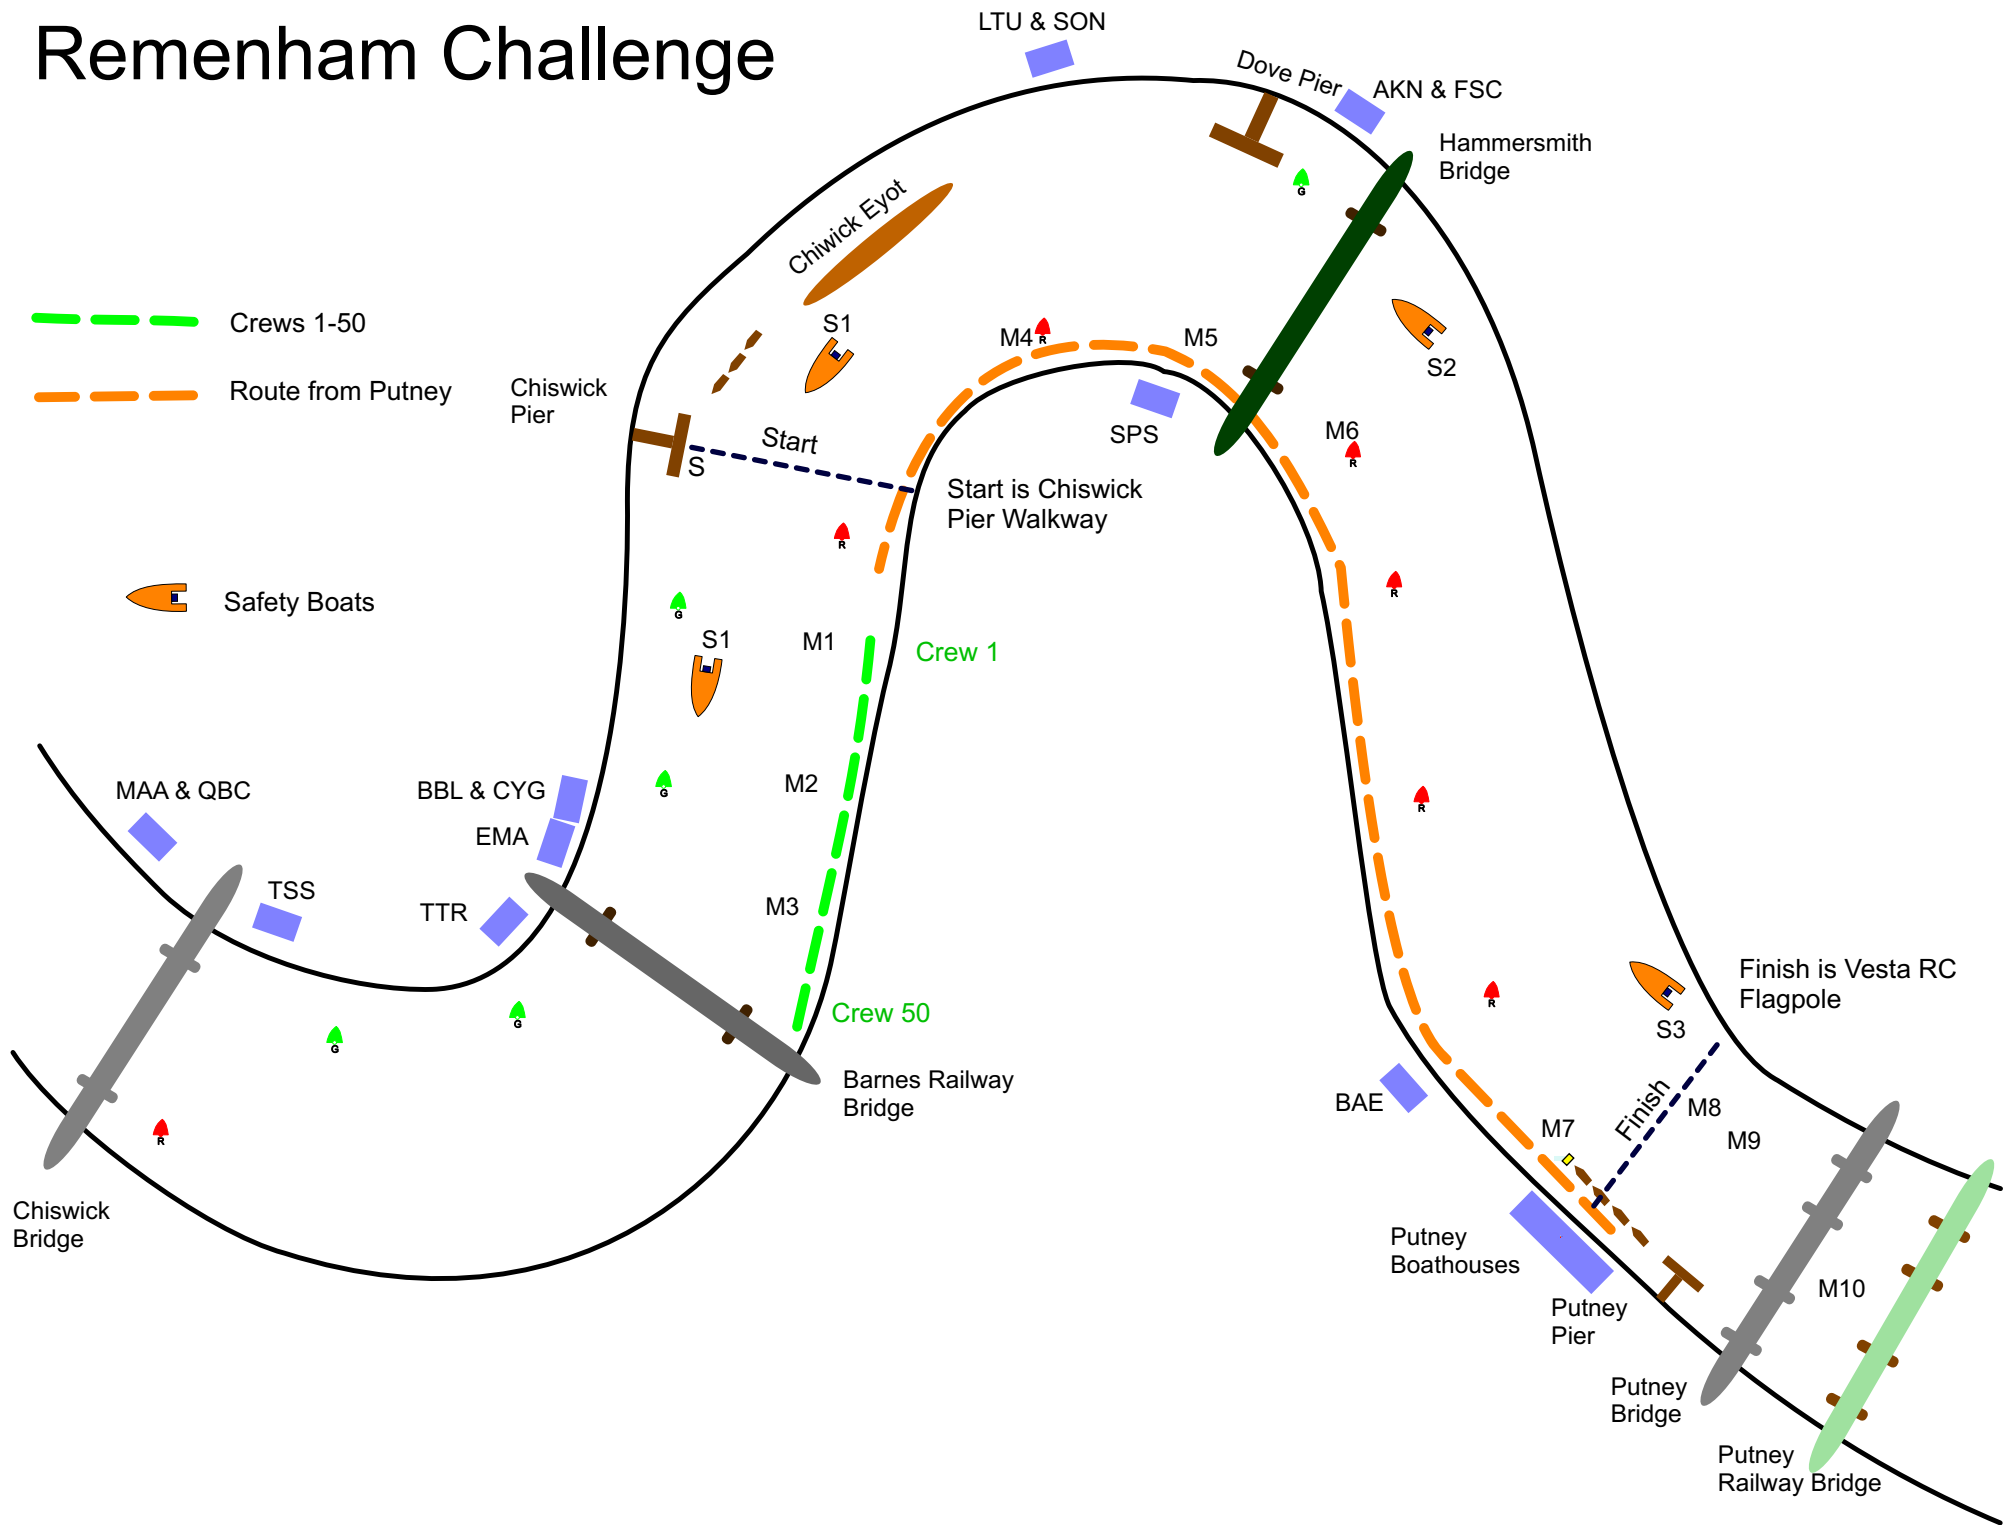 Remenham Challenge
LTU & SON
Dove Pier
AKN & FSC
Hammersmith
Bridge
Chiwick Eyot
Crews 1-50
Route from Putney
Safety Boats
S1
M4
R
M5
G
S2
Chiswick
Pier
Start
S
SPS
M6
R
Start is Chiswick
Pier Walkway
R
G
R
S1
M1
Crew 1
MAA & QBC
BBL & CYG
G
M2
R
EMA
TSS
TTR
M3
Finish is Vesta RC
Flagpole
R
S3
G
G
Crew 50
Barnes Railway
Bridge
R
BAE
Finish
M7
M8
M9
Chiswick
Bridge
Putney
Boathouses
M10
Putney
Pier
Putney
Bridge
Putney
Railway Bridge